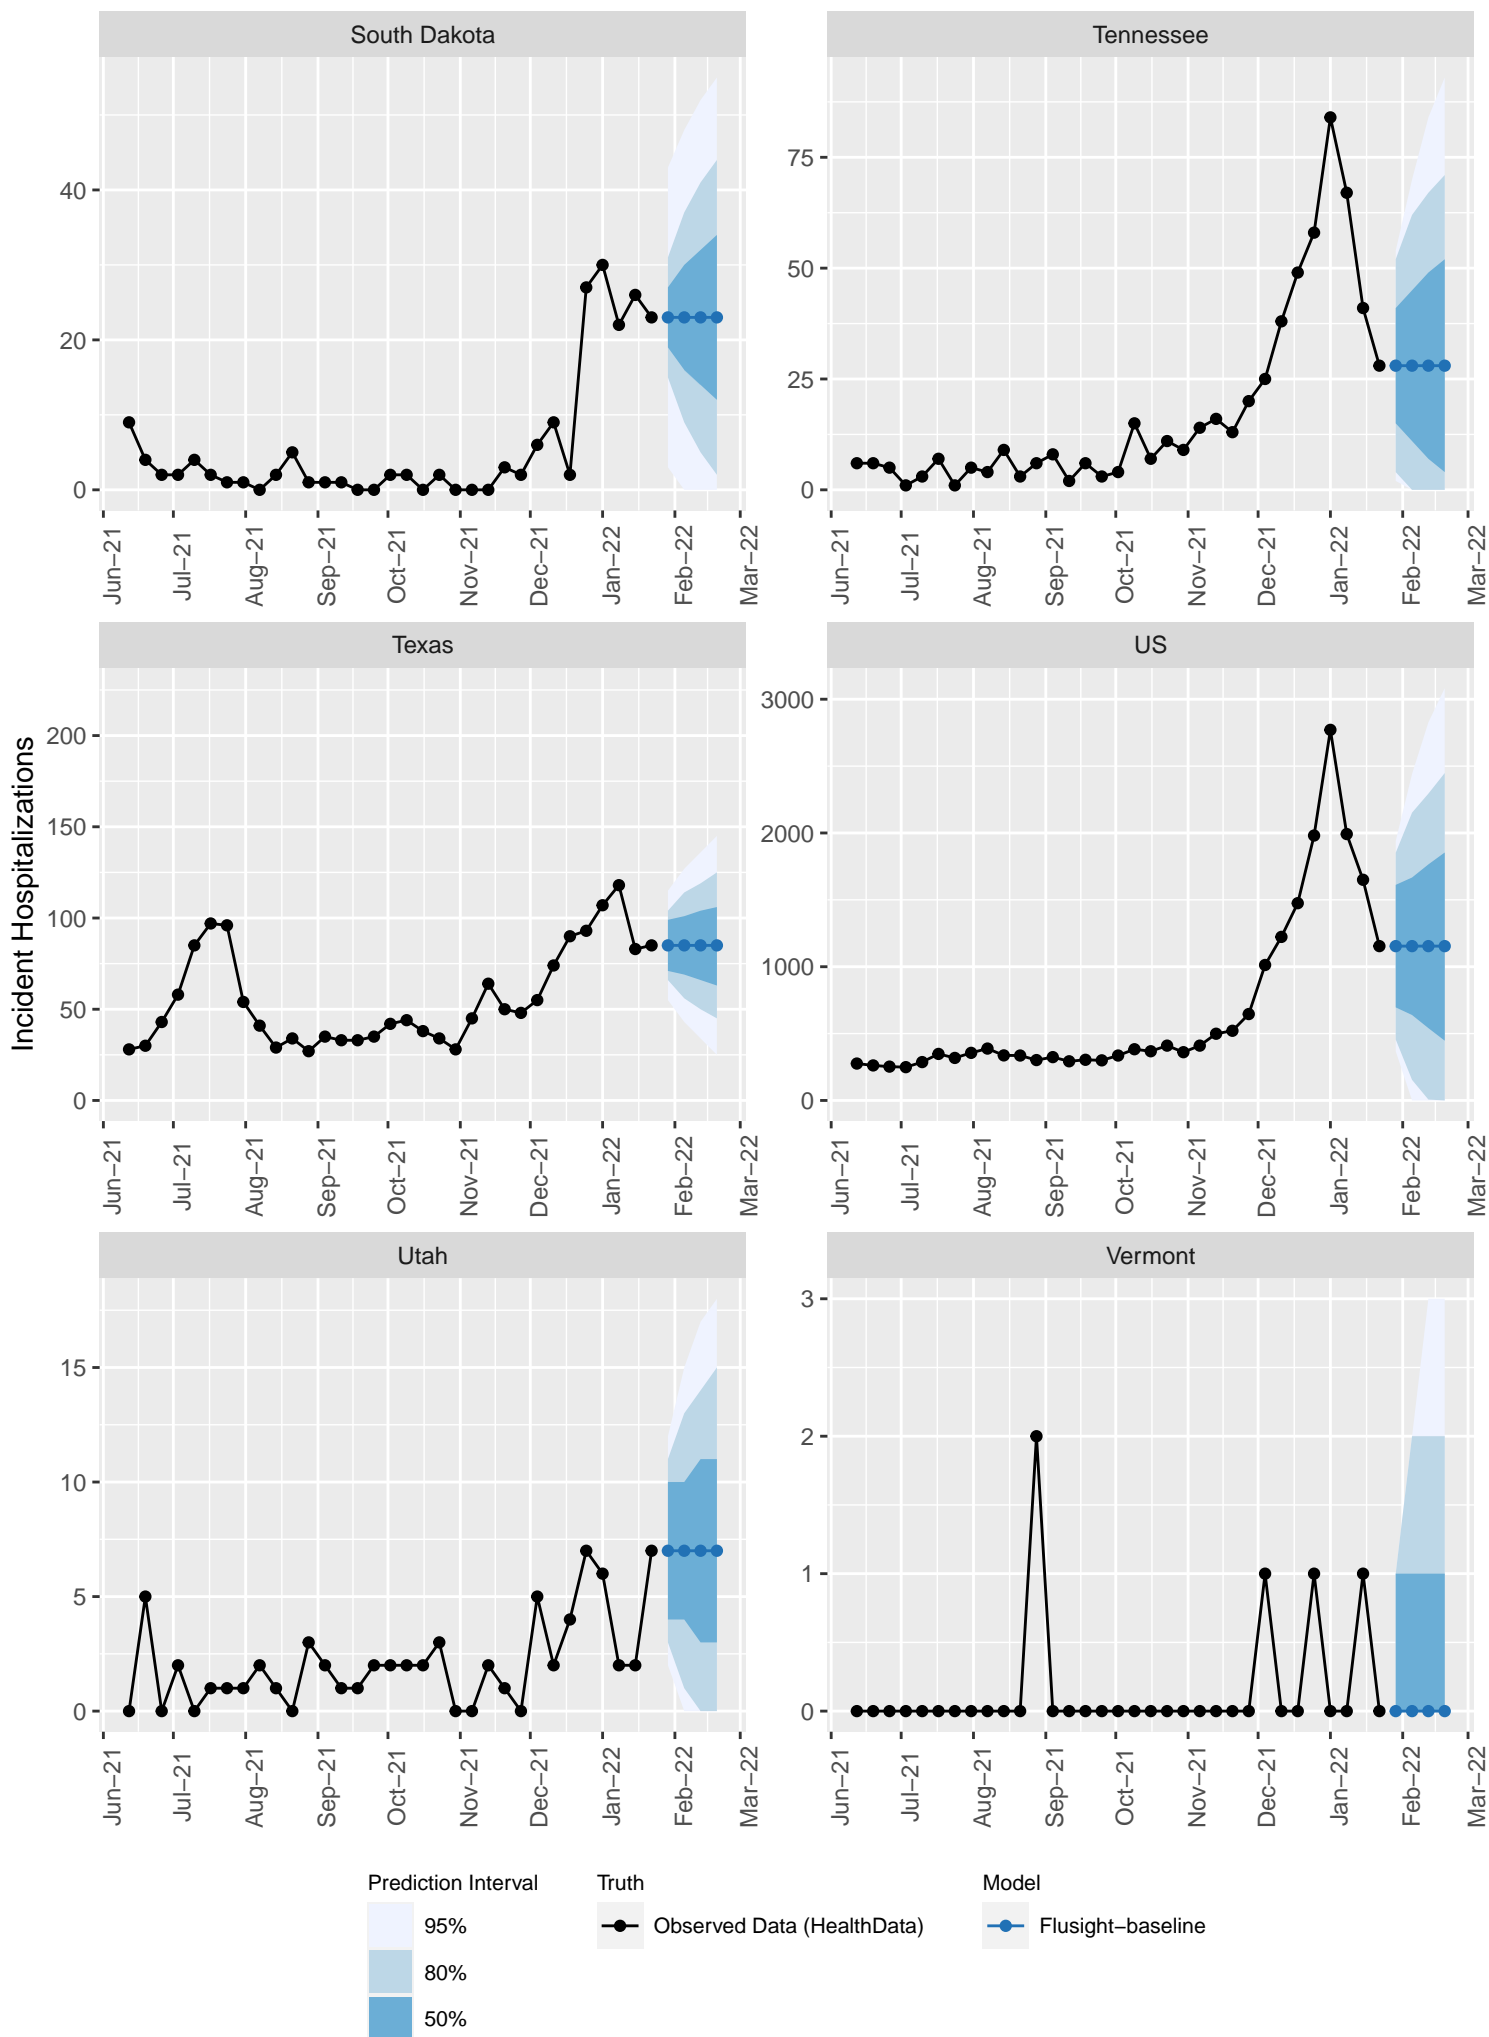 South Dakota
Tennessee
40
20
0
75
50
25
0
Jun−21
Jul−21
Aug−21
Sep−21
Oct−21
Nov−21
Dec−21
Jan−22
Feb−22
Mar−22
Jun−21
Jul−21
Aug−21
Sep−21
Oct−21
Nov−21
Dec−21
Jan−22
Feb−22
Mar−22
Incident Hospitalizations
Texas
US
200
150
100
50
0
3000
2000
1000
0
Jun−21
Jul−21
Aug−21
Sep−21
Oct−21
Nov−21
Dec−21
Jan−22
Feb−22
Mar−22
Jun−21
Jul−21
Aug−21
Sep−21
Oct−21
Nov−21
Dec−21
Jan−22
Feb−22
Mar−22
Utah
Vermont
15
10
5
0
3
2
1
0
Jun−21
Jul−21
Aug−21
Sep−21
Oct−21
Nov−21
Dec−21
Jan−22
Feb−22
Mar−22
Jun−21
Jul−21
Aug−21
Sep−21
Oct−21
Nov−21
Dec−21
Jan−22
Feb−22
Mar−22
Prediction Interval
95%
80%
50%
Truth
Observed Data (HealthData)
Model
Flusight−baseline